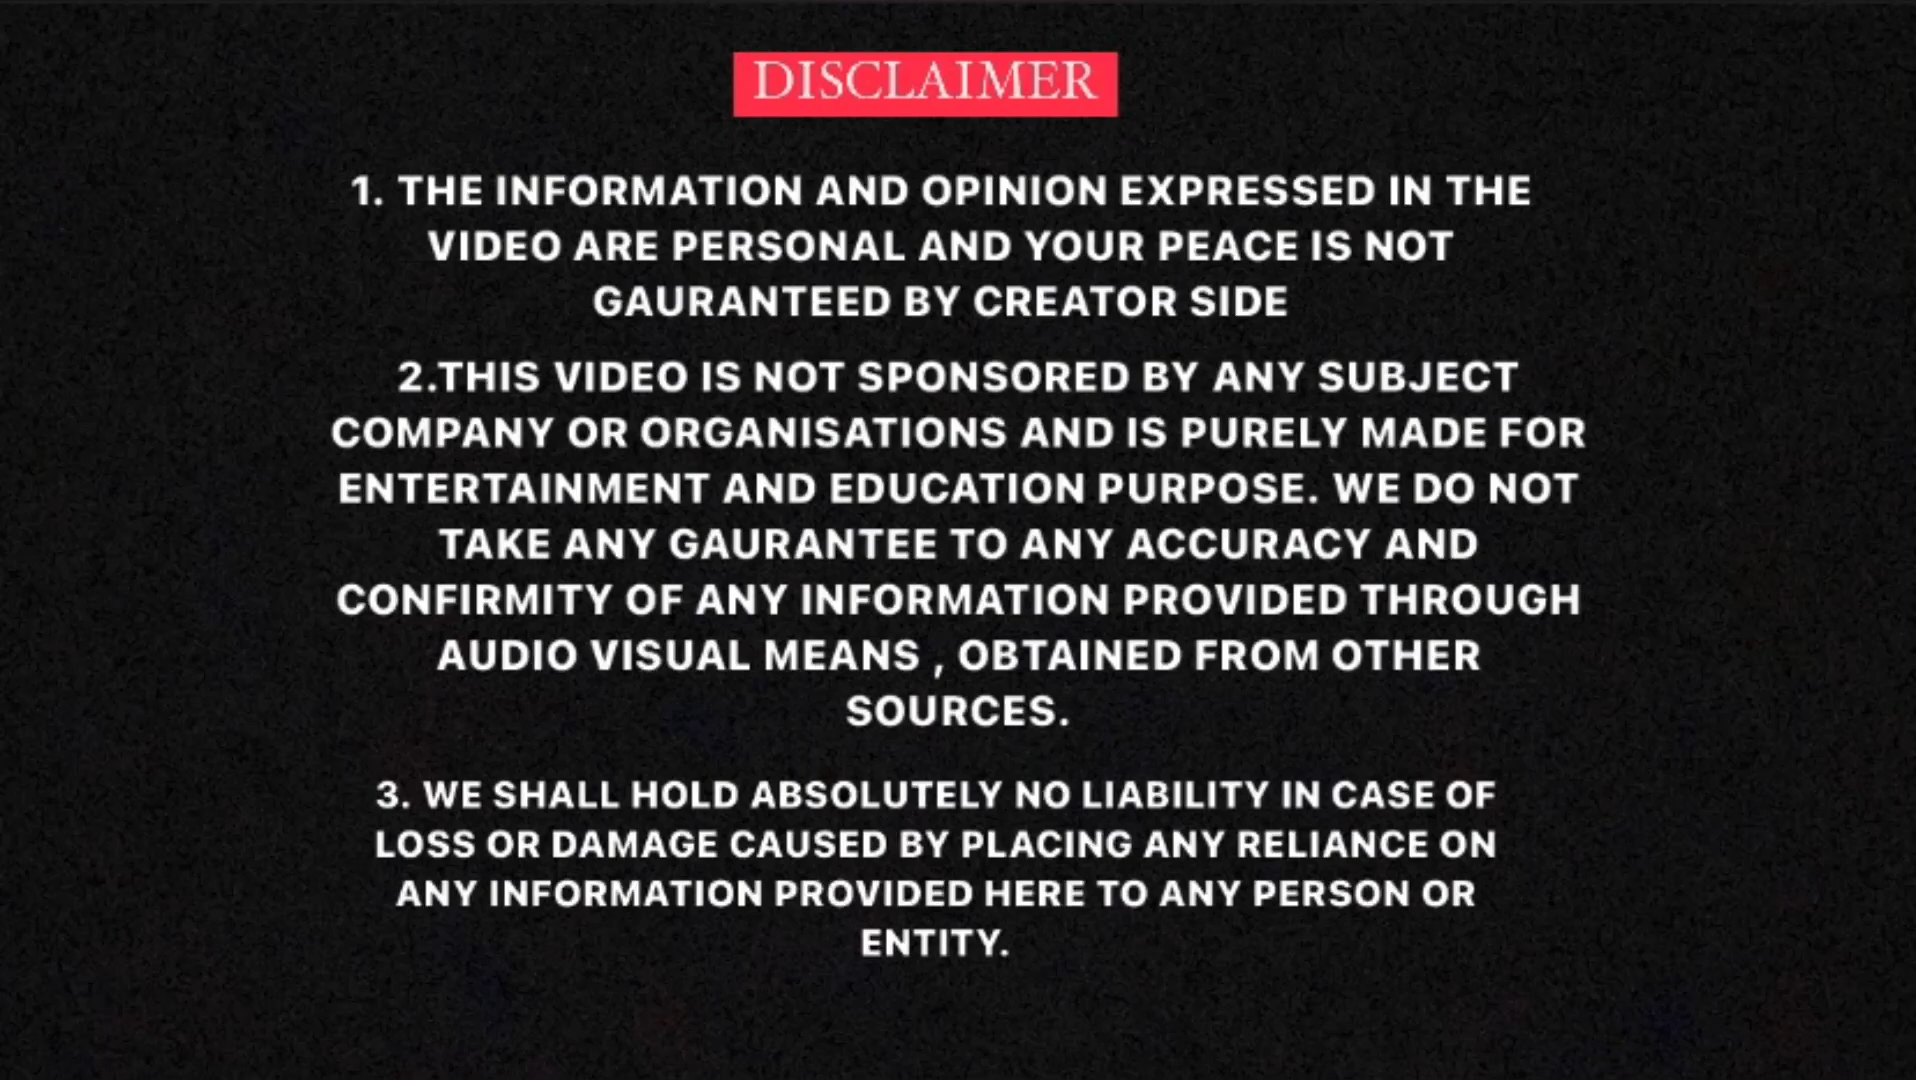 DISCLAIMER
1. THE INFORMATION AND OPINION EXPRESSED IN THE
VIDEO ARE PERSONAL AND YOUR PEACE IS NOT
GAURANTEED BY CREATOR SIDE
2.THIS VIDEO IS NOT SPONSORED BY ANY SUBJECT
COMPANY OR ORGANISATIONS AND IS PURELY MADE FOR
ENTERTAINMENT AND EDUCATION PURPOSE. WE DO NOT
TAKE ANY GAURANTEE TO ANY ACCURACY AND
CONFIRMITY OF ANY INFORMATION PROVIDED THROUGH
AUDIO VISUAL MEANS , OBTAINED FROM OTHER
SOURCES.
3. WE SHALL HOLD ABSOLUTELY NO LIABILITY IN CASE OF
LOSS OR DAMAGE CAUSED BY PLACING ANY RELIANCE ON
ANY INFORMATION PROVIDED HERE TO ANY PERSON OR
ENTITY.